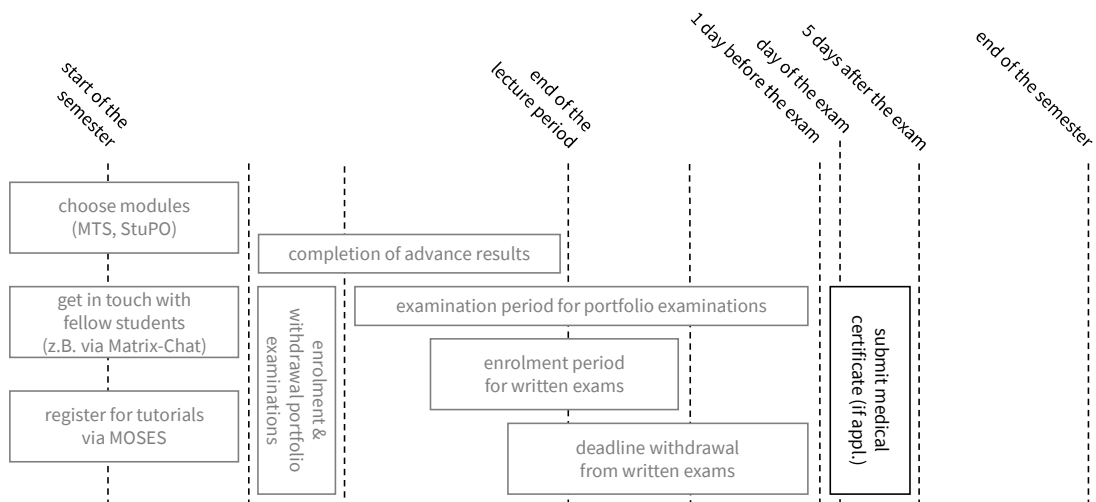 start of the
semester
end of the
lecture period
1 day before the exam
day of the exam
5 days after the exam
end of the semester
choose modules
(MTS, StuPO)
completion of advance results
get in touch with
fellow students
(z.B. via Matrix-Chat)
enrolment &
withdrawal portfolio
examinations
examination period for portfolio examinations
submit medical
certificate (if appl.)
enrolment period
for written exams
register for tutorials
via MOSES
deadline withdrawal
from written exams